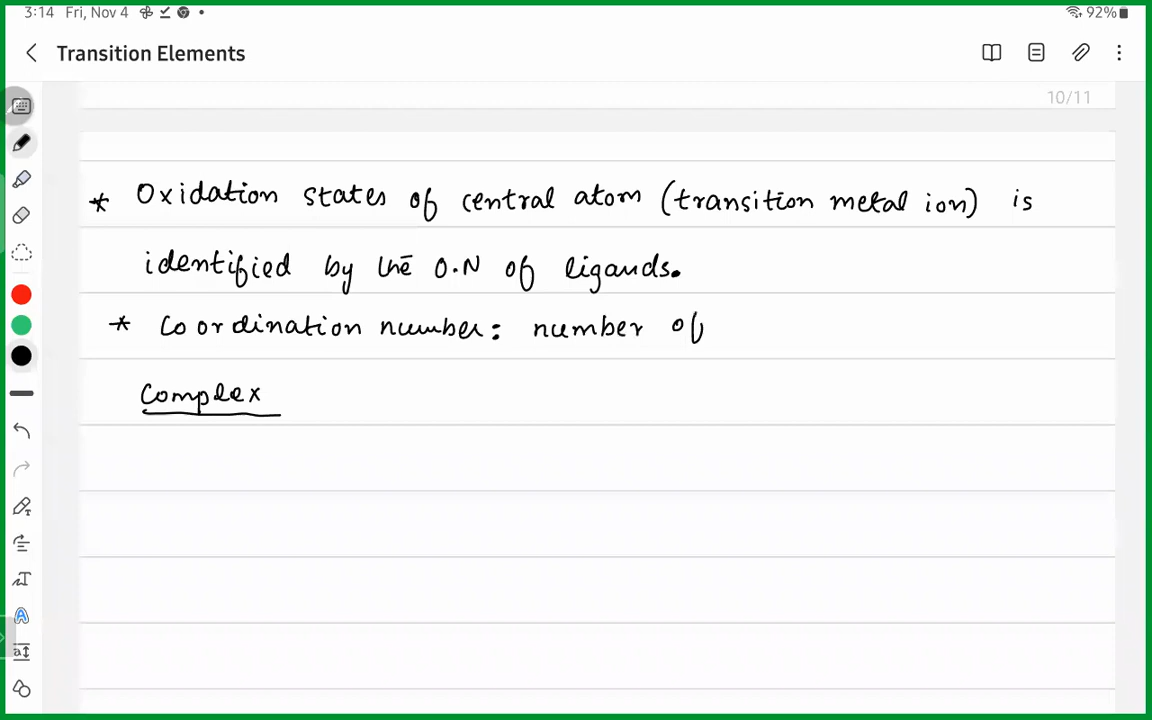 3:14 Fri, Nov 4 92%
Transition Elements
10/11
* Oxidation states of central atom (transition metal ion) is
identified by the O.N of ligands.
* Coordination number: number of
Complex